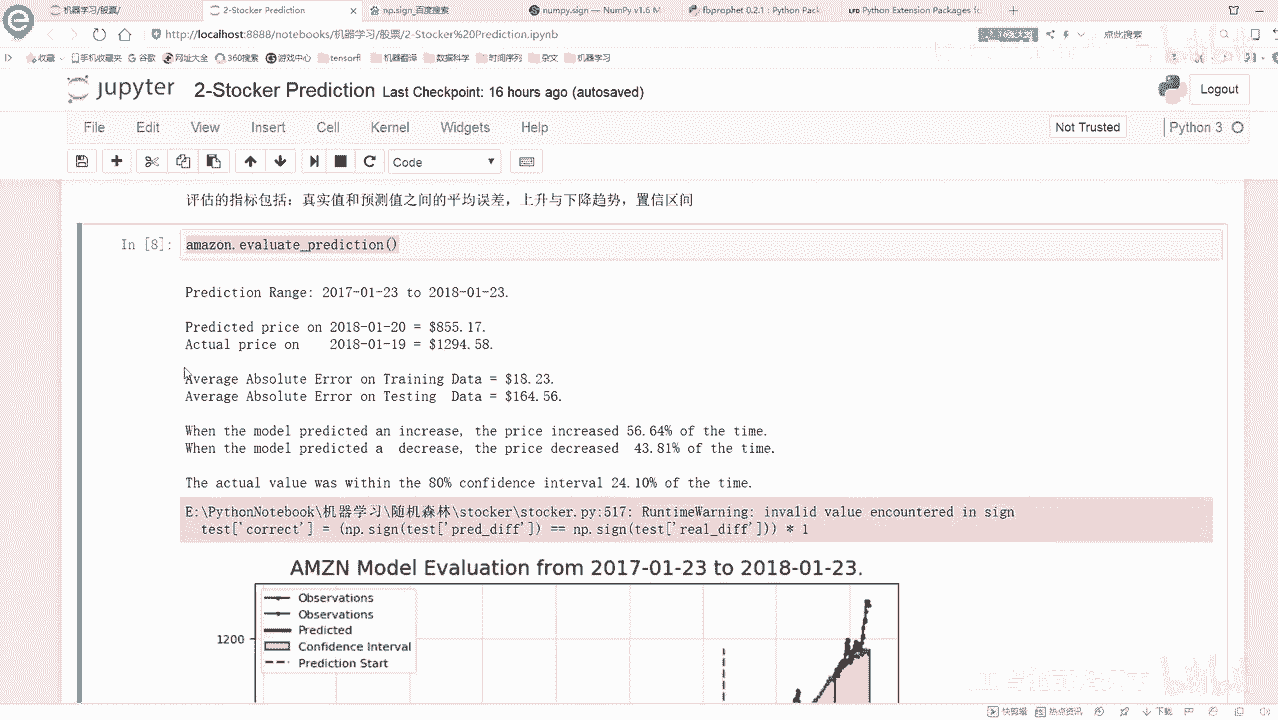 机器学习/股票/
2-Stocker Prediction
np.sign_百度搜索
numpy.sign — NumPy v1.6 M
fbprophet 0.2.1 : Python Pack
LFD Python Extension Packages fo
http://localhost:8888/notebooks/机器学习/股票/2-Stocker%20Prediction.ipynb
点此搜索
收藏
手机收藏夹
谷歌
网址大全
360搜索
游戏中心
tensorfl
机器翻译
数据科学
时间序列
杂文
机器学习
jupyter
2-Stocker Prediction Last Checkpoint: 16 hours ago (autosaved)
Logout
File Edit View Insert Cell Kernel Widgets Help
Not Trusted
Python 3
Code
评估的指标包括：真实值和预测值之间的平均误差，上升与下降趋势，置信区间
In [8]: amazon.evaluate_prediction()
Prediction Range: 2017-01-23 to 2018-01-23.
Predicted price on 2018-01-20 = $855.17.
Actual price on 2018-01-19 = $1294.58.
Average Absolute Error on Training Data = $18.23.
Average Absolute Error on Testing Data = $164.56.
When the model predicted an increase, the price increased 56.64% of the time.
When the model predicted a decrease, the price decreased 43.81% of the time.
The actual value was within the 80% confidence interval 24.10% of the time.
E:\PythonNotebook\机器学习\随机森林\stocker\stocker.py:517: RuntimeWarning: invalid value encountered in sign
test['correct'] = (np.sign(test['pred_diff']) == np.sign(test['real_diff'])) * 1
AMZN Model Evaluation from 2017-01-23 to 2018-01-23.
Observations
Observations
Predicted
Confidence Interval
Prediction Start
1200
快剪辑
热点资讯
下载